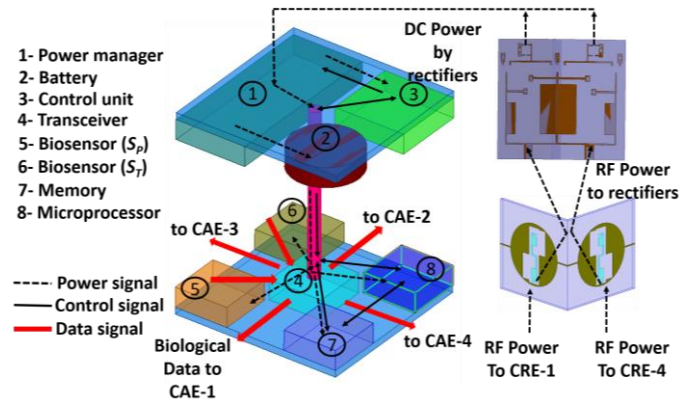 1- Power manager
2- Battery
3- Control unit
4- Transceiver
5- Biosensor (Sp)
6- Biosensor (ST)
7- Memory
8- Microprocessor
Power signal
Control signal
Data signal
DC Power
by
rectifiers
1
3
2
RF Power
to rectifiers
6
to CAE-3
to CAE-2
5
4
8
7
to CAE-4
Biological
Data to
CAE-1
RF Power
To CRE-1
RF Power
To CRE-4